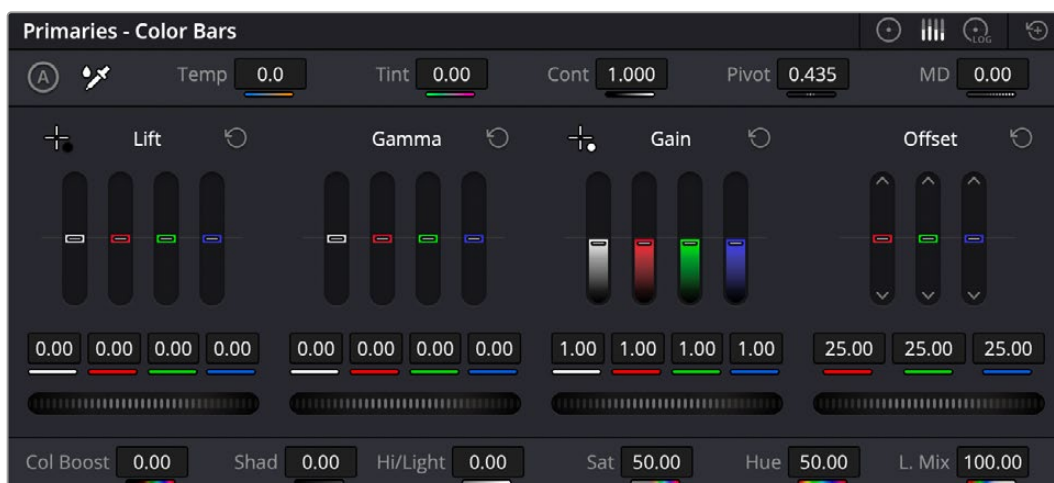 Primaries - Color Bars
LOG
A Temp 0.0 Tint 0.00 Cont 1.000 Pivot 0.435 MD 0.00
Lift Gamma Gain Offset
0.00 0.00 0.00 0.00 0.00 0.00 0.00 0.00 1.00 1.00 1.00 1.00 25.00 25.00 25.00
Col Boost 0.00 Shad 0.00 Hi/Light 0.00 Sat 50.00 Hue 50.00 L. Mix 100.00